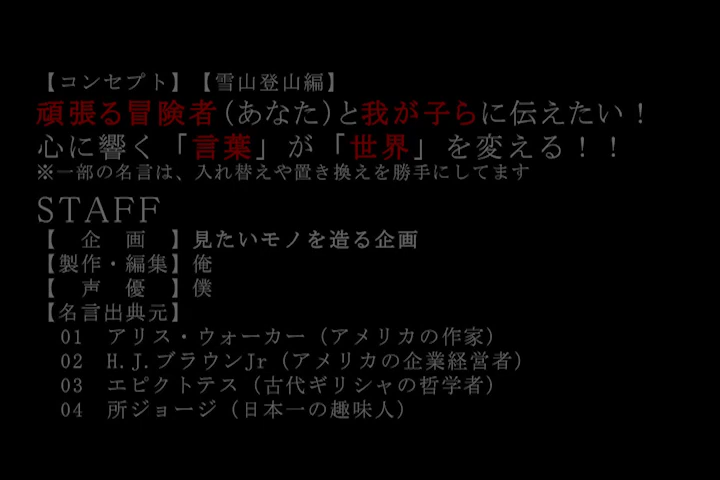 【コンセプト】【雪山登山編】
頑張る冒険者(あなた)と我が子らに伝えたい！
心に響く「言葉」が「世界」を変える！！
※一部の名言は、入れ替えや置き換えを勝手にしてます
STAFF
【　企　画　】見たいモノを造る企画
【製作・編集】俺
【　声　優　】僕
【名言出典元】
01　アリス・ウォーカー（アメリカの作家）
02　H.J.ブラウンJr（アメリカの企業経営者）
03　エピクトテス（古代ギリシャの哲学者）
04　所ジョージ（日本一の趣味人）